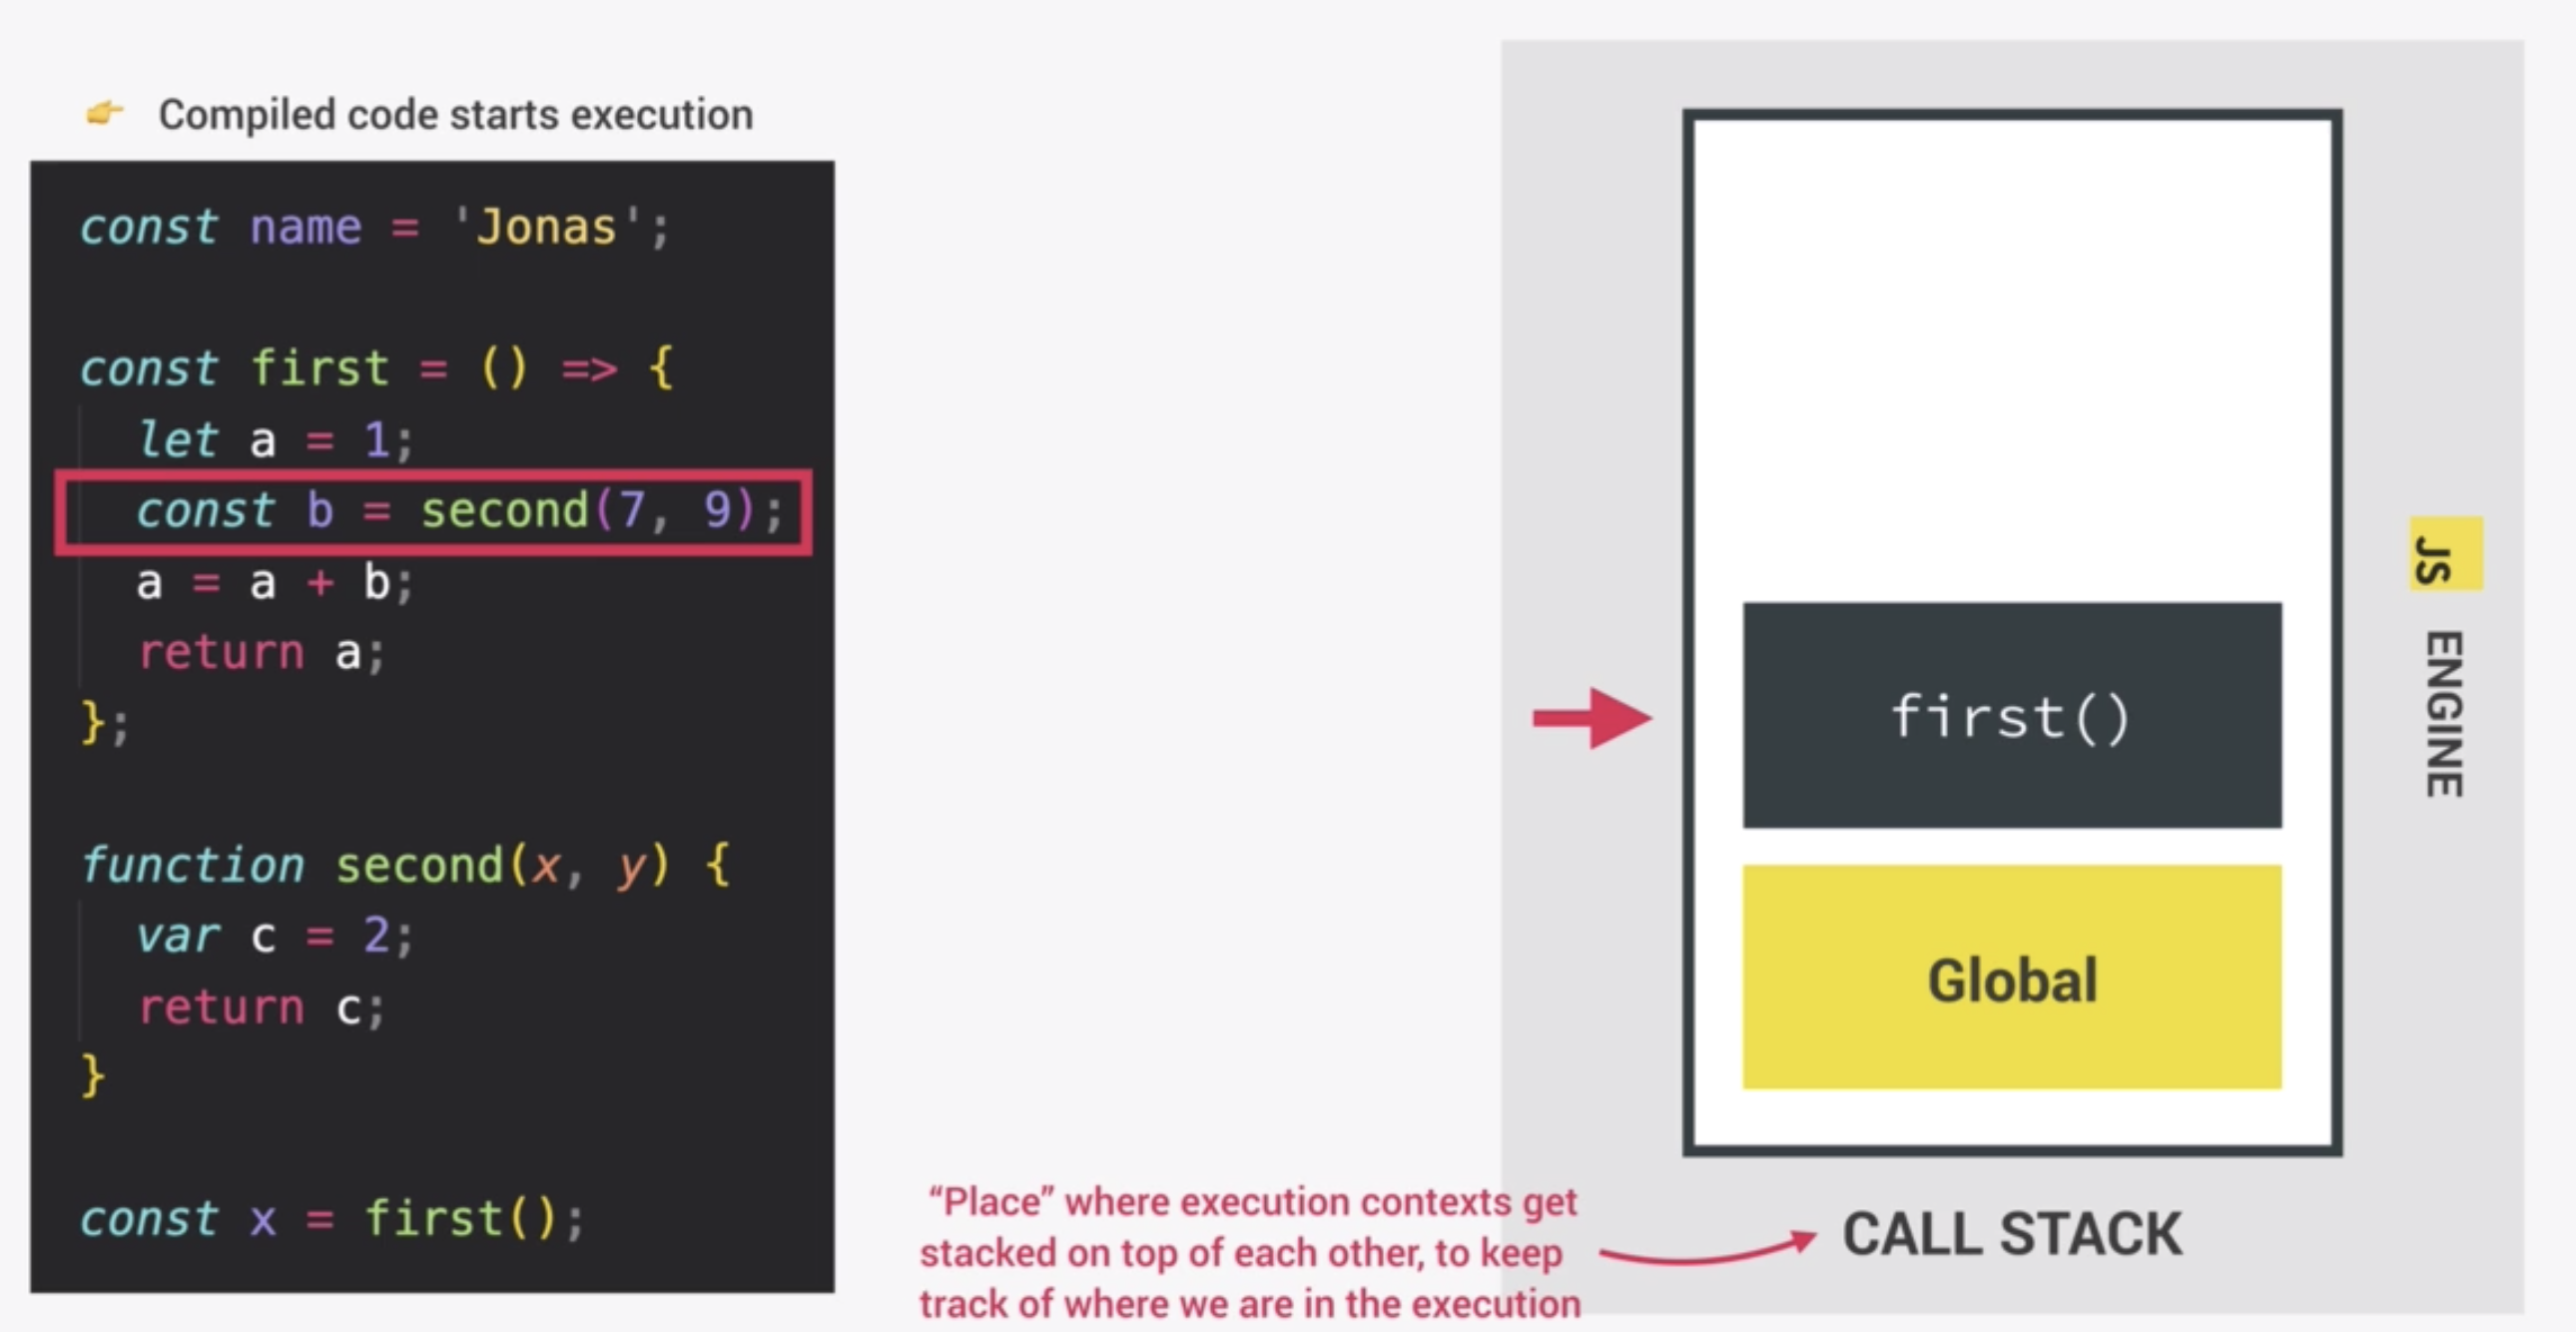 👉 Compiled code starts execution
const name = 'Jonas';
const first = () => {
let a = 1;
const b = second(7, 9);
a = a + b;
return a;
};
function second(x, y) {
var c = 2;
return c;
}
const x = first();
first()
Global
CALL STACK
JS ENGINE
“Place” where execution contexts get
stacked on top of each other, to keep
track of where we are in the execution